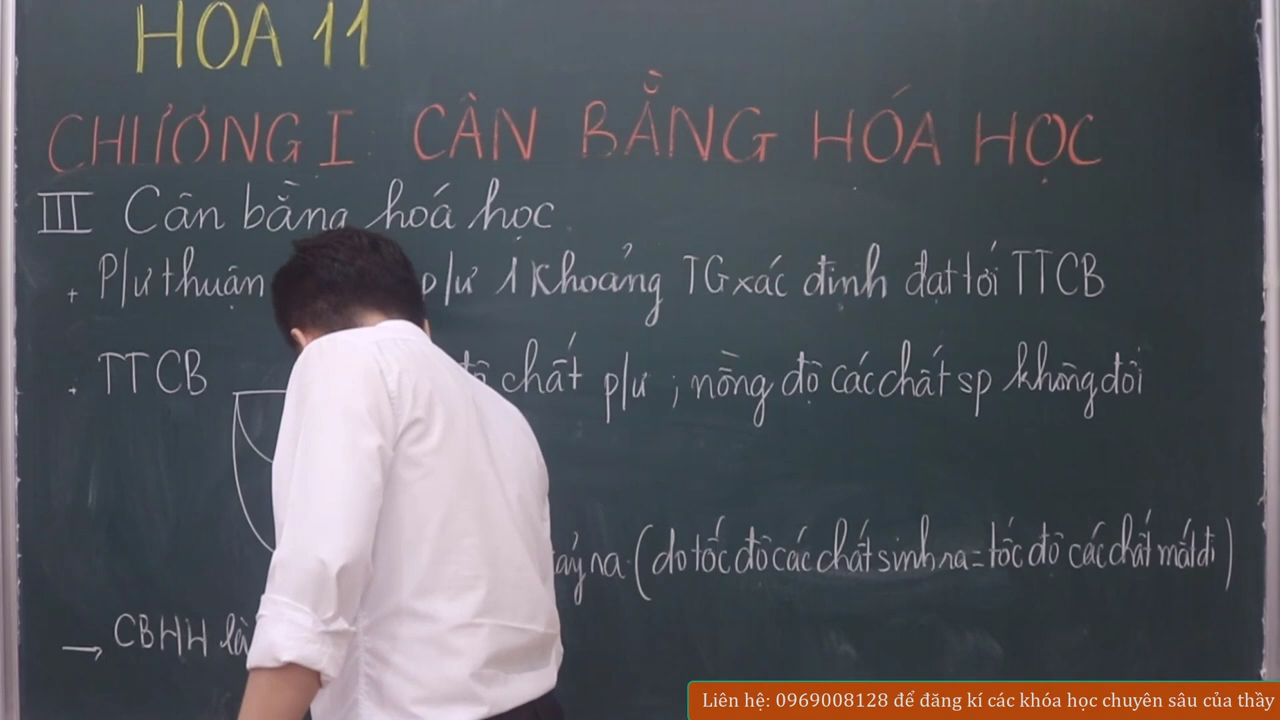 HOA 11
CHƯƠNG I: CÂN BẰNG HÓA HỌC
III Cân bằng hoá học.
+ P/ư thuận p/ư 1 khoảng TG xác định đạt tới TTCB
+ TTCB độ chất p/ư ; nồng độ các chất sp không đổi
xảy ra. (do tốc độ các chất sinh ra = tốc độ các chất mất đi)
→ CBHH là
Liên hệ: 0969008128 để đăng kí các khóa học chuyên sâu của thầy